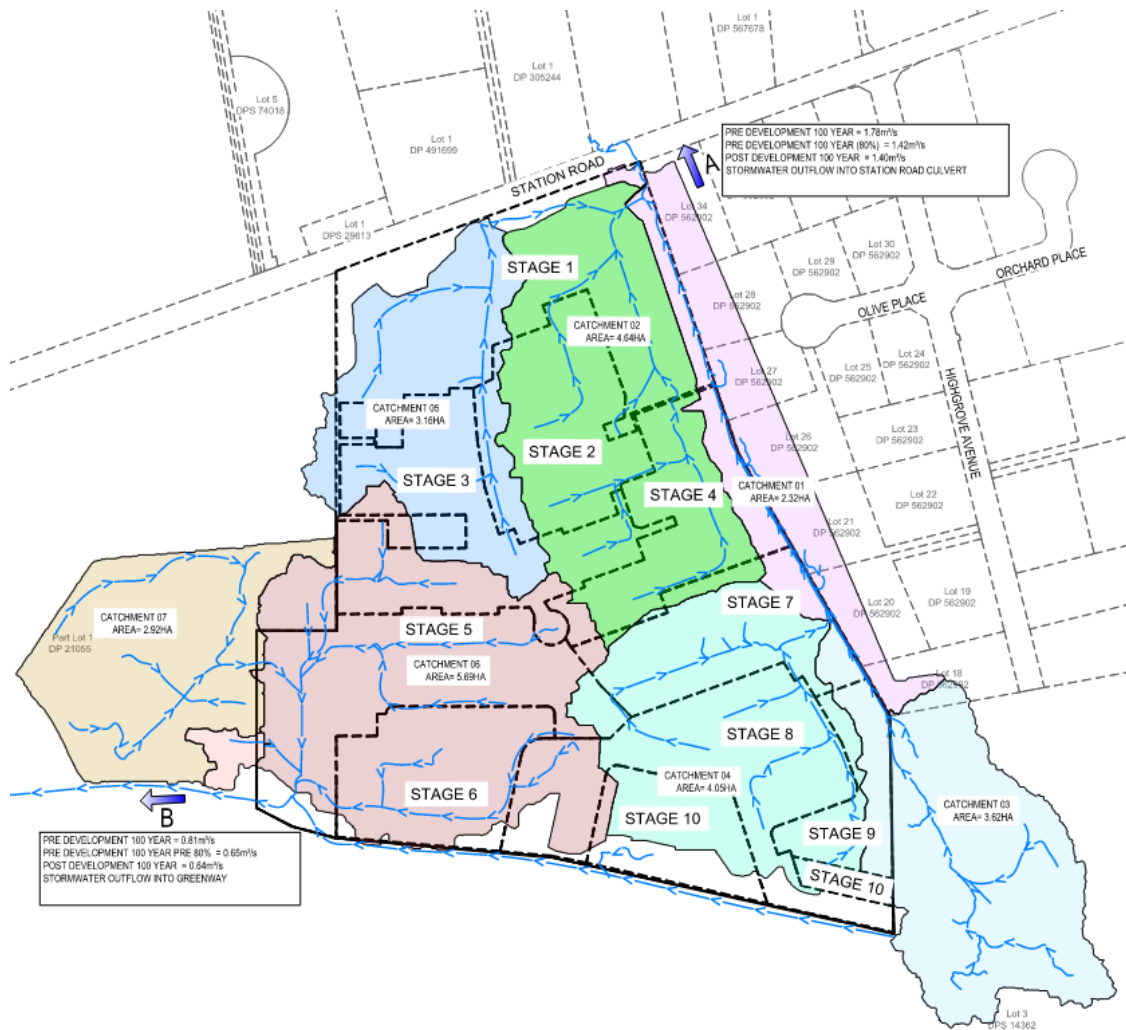 Lot 1
DP 567678
Lot 1
DP 305244
Lot 5
DPS 74018
Lot 1
DP 491699
PRE DEVELOPMENT 100 YEAR = 1.78m³/s
PRE DEVELOPMENT 100 YEAR (80%) = 1.42m³/s
POST DEVELOPMENT 100 YEAR = 1.40m³/s
STORMWATER OUTFLOW INTO STATION ROAD CULVERT
A
STATION ROAD
Lot 1
DPS 29613
Lot 34
DP 562902
Lot 30
DP 562902
Lot 29
DP 562902
ORCHARD PLACE
STAGE 1
Lot 28
DP 562902
OLIVE PLACE
CATCHMENT 02
AREA= 4.64HA
Lot 24
DP 562902
Lot 25
DP 562902
Lot 27
DP 562902
HIGHGROVE AVENUE
CATCHMENT 05
AREA= 3.16HA
Lot 23
DP 562902
Lot 26
DP 562902
STAGE 2
STAGE 3
STAGE 4
CATCHMENT 01
AREA= 2.32HA
Lot 22
DP 562902
Lot 21
DP 562902
Lot 19
DP 562902
Lot 20
DP 562902
STAGE 7
CATCHMENT 07
AREA= 2.92HA
Part Lot 1
DP 21055
STAGE 5
CATCHMENT 06
AREA= 5.69HA
Lot 18
DP 562902
STAGE 8
CATCHMENT 04
AREA= 4.05HA
STAGE 6
STAGE 10
STAGE 9
CATCHMENT 03
AREA= 3.62HA
B
PRE DEVELOPMENT 100 YEAR = 0.81m³/s
PRE DEVELOPMENT 100 YEAR PRE 80% = 0.65m³/s
POST DEVELOPMENT 100 YEAR = 0.64m³/s
STORMWATER OUTFLOW INTO GREENWAY
STAGE 10
Lot 3
DPS 14362